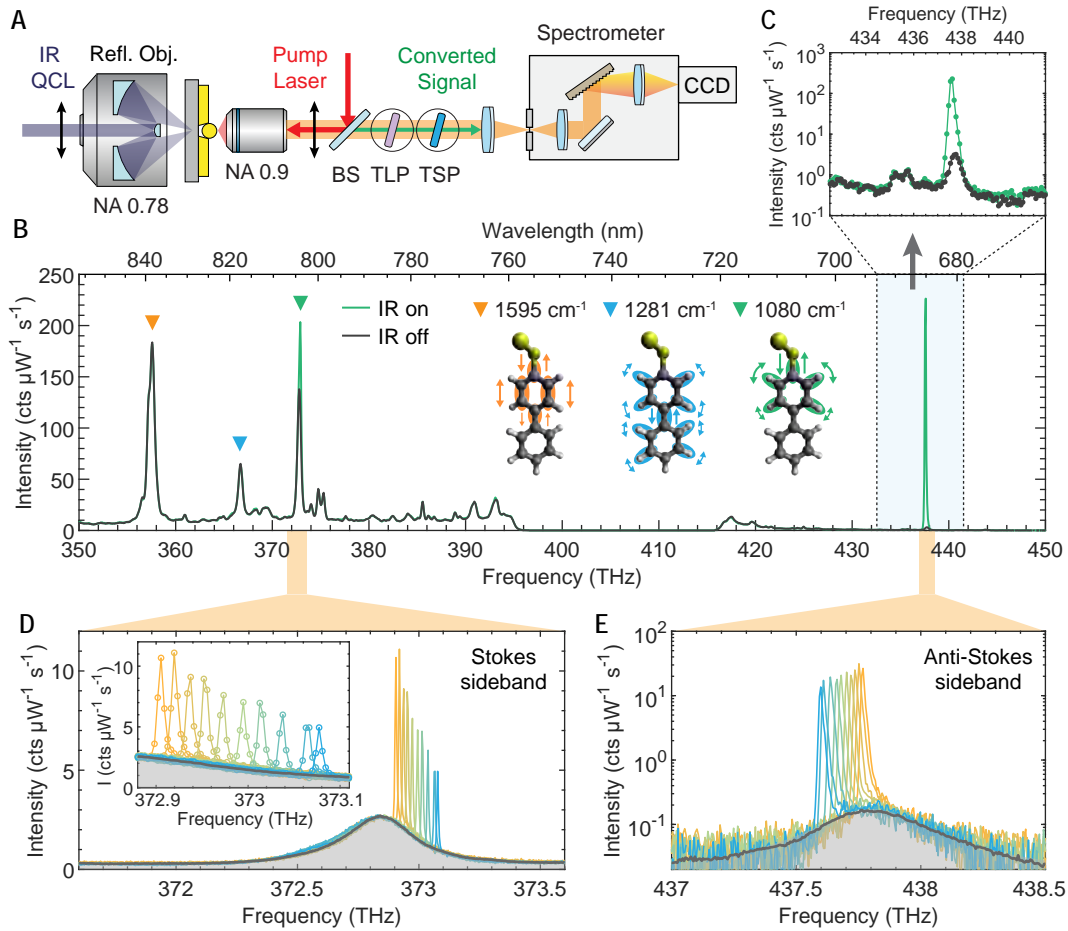 A
IR
QCL
Refl. Obj.
NA 0.78
NA 0.9
Pump
Laser
BS
TLP
TSP
Converted
Signal
Spectrometer
CCD
C
Frequency (THz)
434 436 438 440
Intensity (cts µW⁻¹ s⁻¹)
10³
10²
10¹
10⁰
10⁻¹
B
Wavelength (nm)
840 820 800 780 760 740 720 700 680
Intensity (cts µW⁻¹ s⁻¹)
250
200
150
100
50
0
IR on
IR off
1595 cm⁻¹
1281 cm⁻¹
1080 cm⁻¹
350 360 370 380 390 400 410 420 430 440 450
Frequency (THz)
D
Stokes
sideband
Intensity (cts µW⁻¹ s⁻¹)
10
5
0
I (cts µW⁻¹ s⁻¹)
10
5
0
372.9 373 373.1
Frequency (THz)
372 372.5 373 373.5
Frequency (THz)
E
Anti-Stokes
sideband
Intensity (cts µW⁻¹ s⁻¹)
10²
10¹
10⁰
10⁻¹
437 437.5 438 438.5
Frequency (THz)